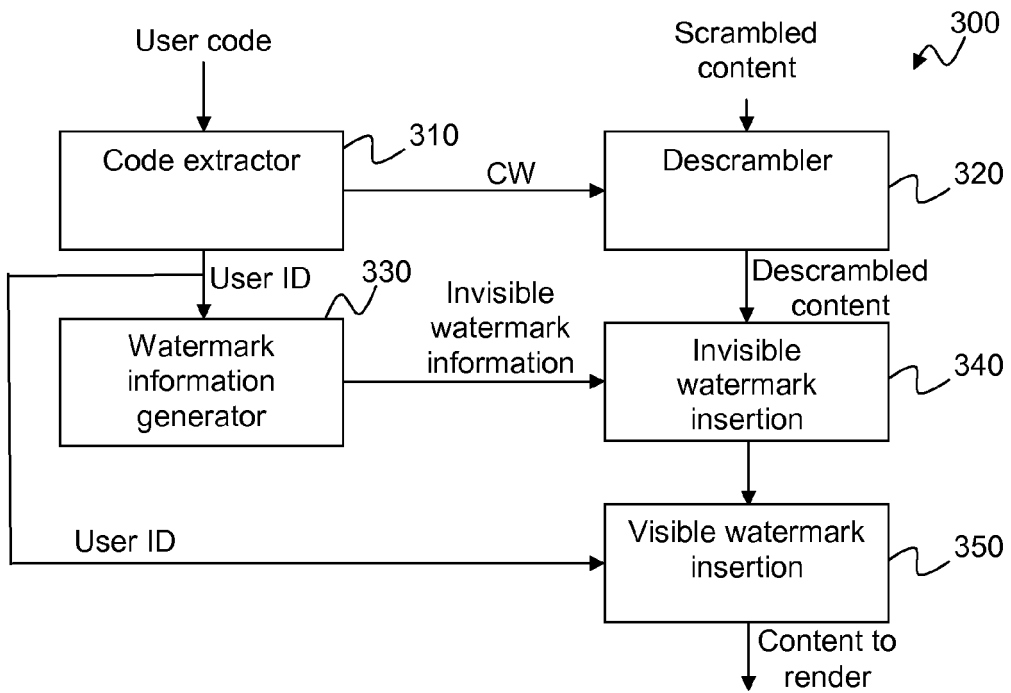 User code
Scrambled
content
300
Code extractor
310
CW
Descrambler
320
User ID
330
Descrambled
content
Watermark
information
generator
Invisible
watermark
information
Invisible
watermark
insertion
340
User ID
Visible watermark
insertion
350
Content to
render